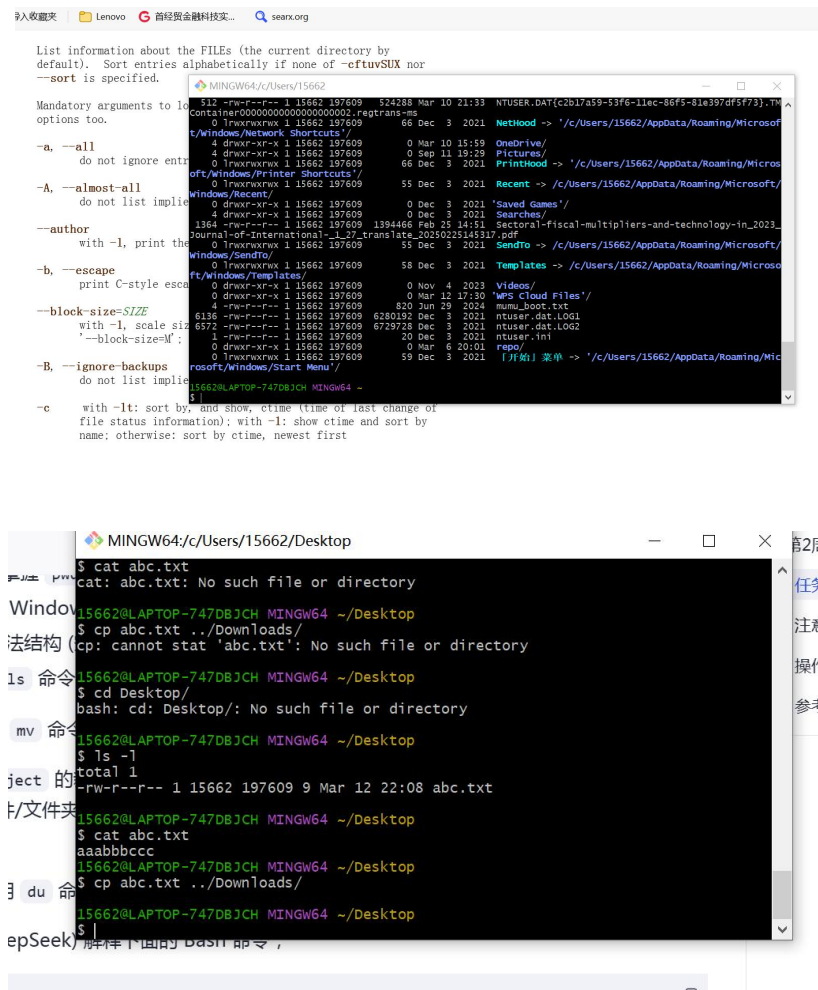 导入收藏夹 Lenovo 首经贸金融科技实... searx.org
List information about the FILEs (the current directory by
default). Sort entries alphabetically if none of -cftuvSUX nor
--sort is specified.
Mandatory arguments to lo
options too.
-a, --all
do not ignore entr
-A, --almost-all
do not list implie
--author
with -l, print the
-b, --escape
print C-style esca
--block-size=SIZE
with -l, scale siz
'--block-size=M';
-B, --ignore-backups
do not list implie
-c with -lt: sort by, and show, ctime (time of last change of
file status information); with -l: show ctime and sort by
name; otherwise: sort by ctime, newest first
MINGW64:/c/Users/15662
512 -rw-r--r-- 1 15662 197609 524288 Mar 10 21:33 NTUSER.DAT{c2b17a59-53f6-11ec-86f5-81e397df5f73}.TM
Container00000000000000000002.regtrans-ms
0 lrwxrwxrwx 1 15662 197609 66 Dec 3 2021 NetHood -> '/c/Users/15662/AppData/Roaming/Microsof
t/Windows/Network Shortcuts'/
4 drwxr-xr-x 1 15662 197609 0 Mar 10 15:59 OneDrive/
4 drwxr-xr-x 1 15662 197609 0 Sep 11 19:29 Pictures/
0 lrwxrwxrwx 1 15662 197609 66 Dec 3 2021 PrintHood -> '/c/Users/15662/AppData/Roaming/Micros
oft/Windows/Printer Shortcuts'/
0 lrwxrwxrwx 1 15662 197609 55 Dec 3 2021 Recent -> /c/Users/15662/AppData/Roaming/Microsoft/
Windows/Recent/
0 drwxr-xr-x 1 15662 197609 0 Dec 3 2021 'Saved Games'/
4 drwxr-xr-x 1 15662 197609 0 Dec 3 2021 Searches/
1364 -rw-r--r-- 1 15662 197609 1394466 Feb 25 14:51 Sectoral-fiscal-multipliers-and-technology-in_2023_
Journal-of-International-_1_27_translate_20250225145317.pdf
0 lrwxrwxrwx 1 15662 197609 55 Dec 3 2021 SendTo -> /c/Users/15662/AppData/Roaming/Microsoft/
Windows/SendTo/
0 lrwxrwxrwx 1 15662 197609 58 Dec 3 2021 Templates -> /c/Users/15662/AppData/Roaming/Microso
ft/Windows/Templates/
0 drwxr-xr-x 1 15662 197609 0 Nov 4 2023 Videos/
0 drwxr-xr-x 1 15662 197609 0 Mar 12 17:30 'WPS Cloud Files'/
4 -rw-r--r-- 1 15662 197609 820 Jun 29 2024 mumu_boot.txt
6136 -rw-r--r-- 1 15662 197609 6280192 Dec 3 2021 ntuser.dat.LOG1
6572 -rw-r--r-- 1 15662 197609 6729728 Dec 3 2021 ntuser.dat.LOG2
1 -rw-r--r-- 1 15662 197609 20 Dec 3 2021 ntuser.ini
0 drwxr-xr-x 1 15662 197609 0 Mar 6 20:01 repo/
0 lrwxrwxrwx 1 15662 197609 59 Dec 3 2021 「开始」菜单 -> '/c/Users/15662/AppData/Roaming/Mic
rosoft/Windows/Start Menu'/
15662@LAPTOP-747DBJCH MINGW64 ~
$
MINGW64:/c/Users/15662/Desktop
$ cat abc.txt
cat: abc.txt: No such file or directory
15662@LAPTOP-747DBJCH MINGW64 ~/Desktop
$ cp abc.txt ../Downloads/
cp: cannot stat 'abc.txt': No such file or directory
15662@LAPTOP-747DBJCH MINGW64 ~/Desktop
$ cd Desktop/
bash: cd: Desktop/: No such file or directory
15662@LAPTOP-747DBJCH MINGW64 ~/Desktop
$ ls -l
total 1
-rw-r--r-- 1 15662 197609 9 Mar 12 22:08 abc.txt
15662@LAPTOP-747DBJCH MINGW64 ~/Desktop
$ cat abc.txt
aaabbbccc
15662@LAPTOP-747DBJCH MINGW64 ~/Desktop
$ cp abc.txt ../Downloads/
15662@LAPTOP-747DBJCH MINGW64 ~/Desktop
$
Window
法结构 (
ls 命令
mv 命令
ject 的
件/文件夹
用 du 命
epSeek) 解释下面的 Bash 命令，
第2周
任务
注意
操作
参考